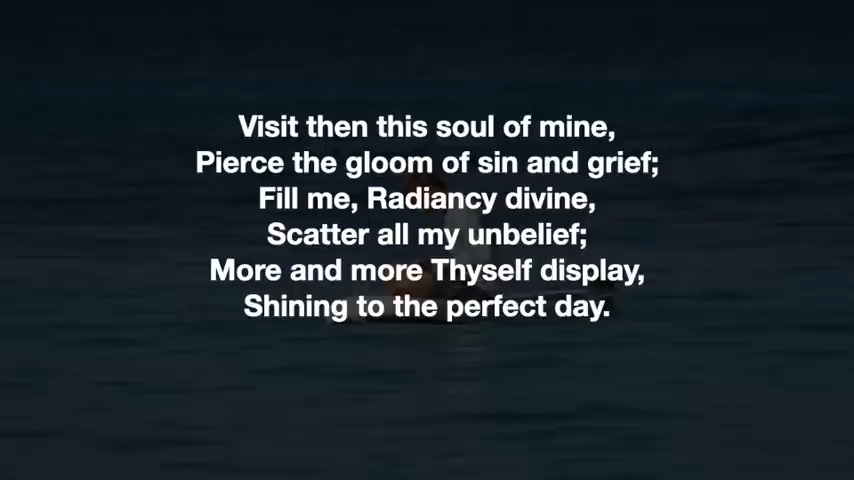 Visit then this soul of mine,
Pierce the gloom of sin and grief;
Fill me, Radiancy divine,
Scatter all my unbelief;
More and more Thyself display,
Shining to the perfect day.